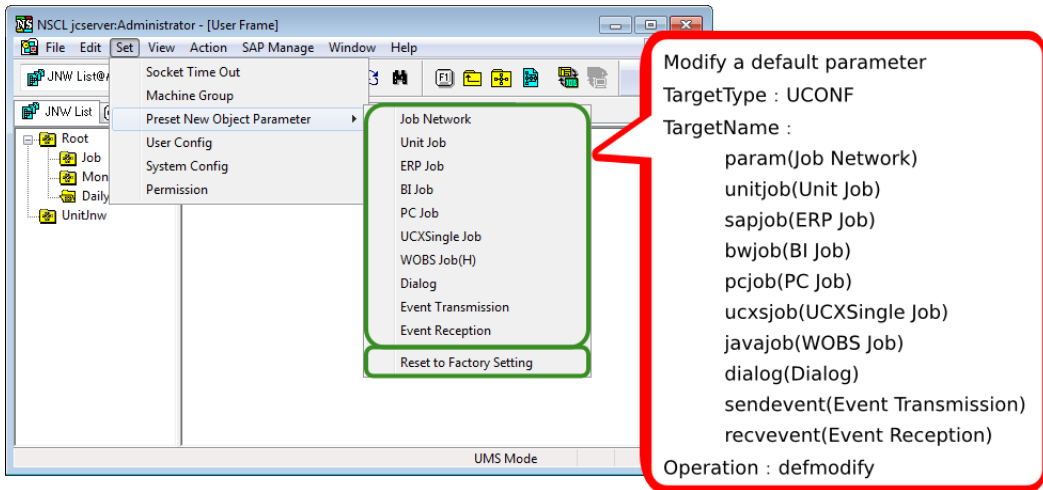 NSCL jcserver:Administrator - [User Frame]
File Edit Set View Action SAP Manage Window Help
JNW List@
JNW List
Root
Job
Mon
Daily
UnitJnw
Socket Time Out
Machine Group
Preset New Object Parameter
User Config
System Config
Permission
Job Network
Unit Job
ERP Job
BI Job
PC Job
UCXSingle Job
WOBS Job(H)
Dialog
Event Transmission
Event Reception
Reset to Factory Setting
UMS Mode
Modify a default parameter
TargetType : UCONF
TargetName :
param(Job Network)
unitjob(Unit Job)
sapjob(ERP Job)
bwjob(BI Job)
pcjob(PC Job)
ucxsjob(UCXSingle Job)
javajob(WOBS Job)
dialog(Dialog)
sendevent(Event Transmission)
recvevent(Event Reception)
Operation : defmodify